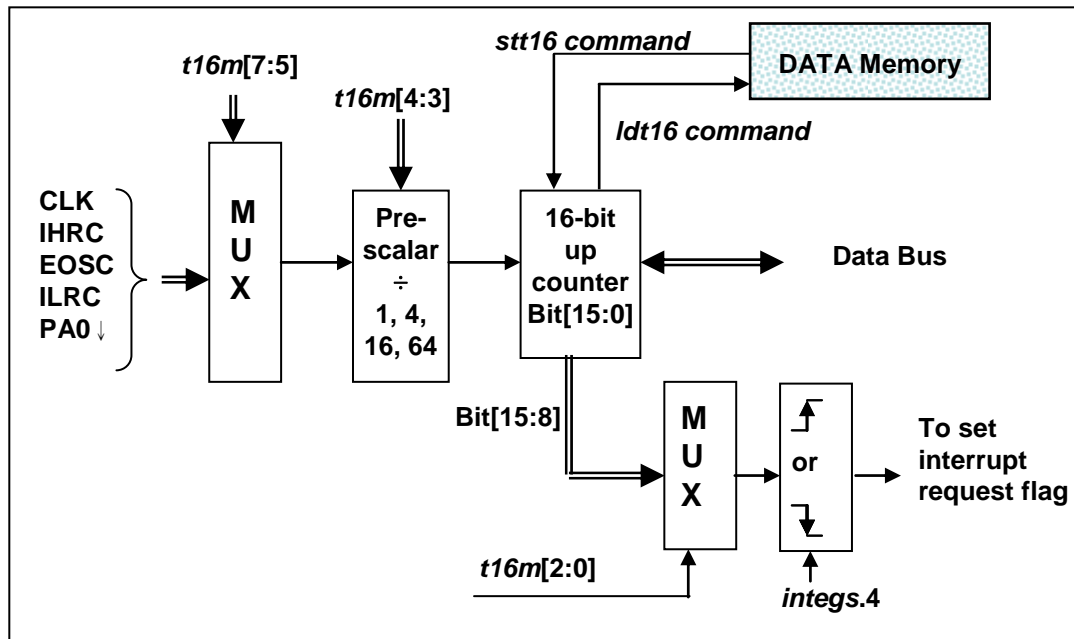 stt16 command
DATA Memory
t16m[7:5]
t16m[4:3]
ldt16 command
CLK
IHRC
EOSC
ILRC
PA0 ↓
M
U
X
Pre-
scalar
÷
1, 4,
16, 64
16-bit
up
counter
Bit[15:0]
Data Bus
Bit[15:8]
M
U
X
or
To set
interrupt
request flag
t16m[2:0]
integs.4